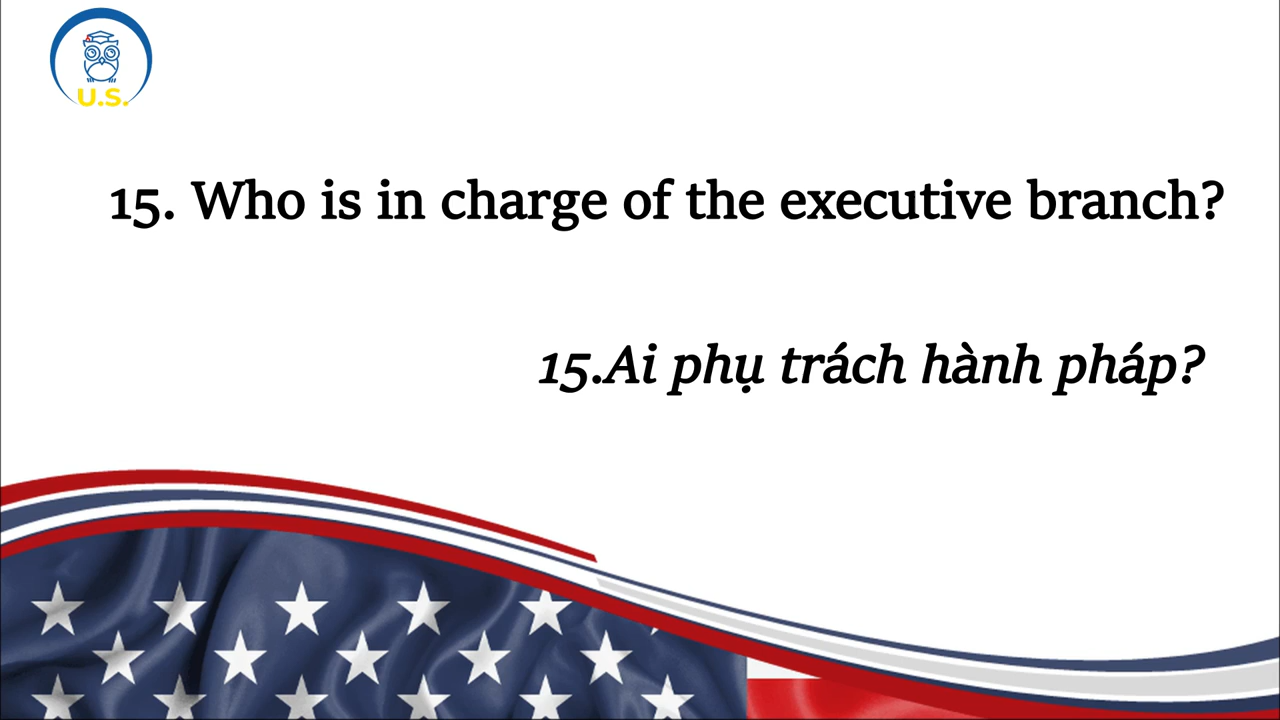 U.S.
15. Who is in charge of the executive branch?
15.Ai phụ trách hành pháp?